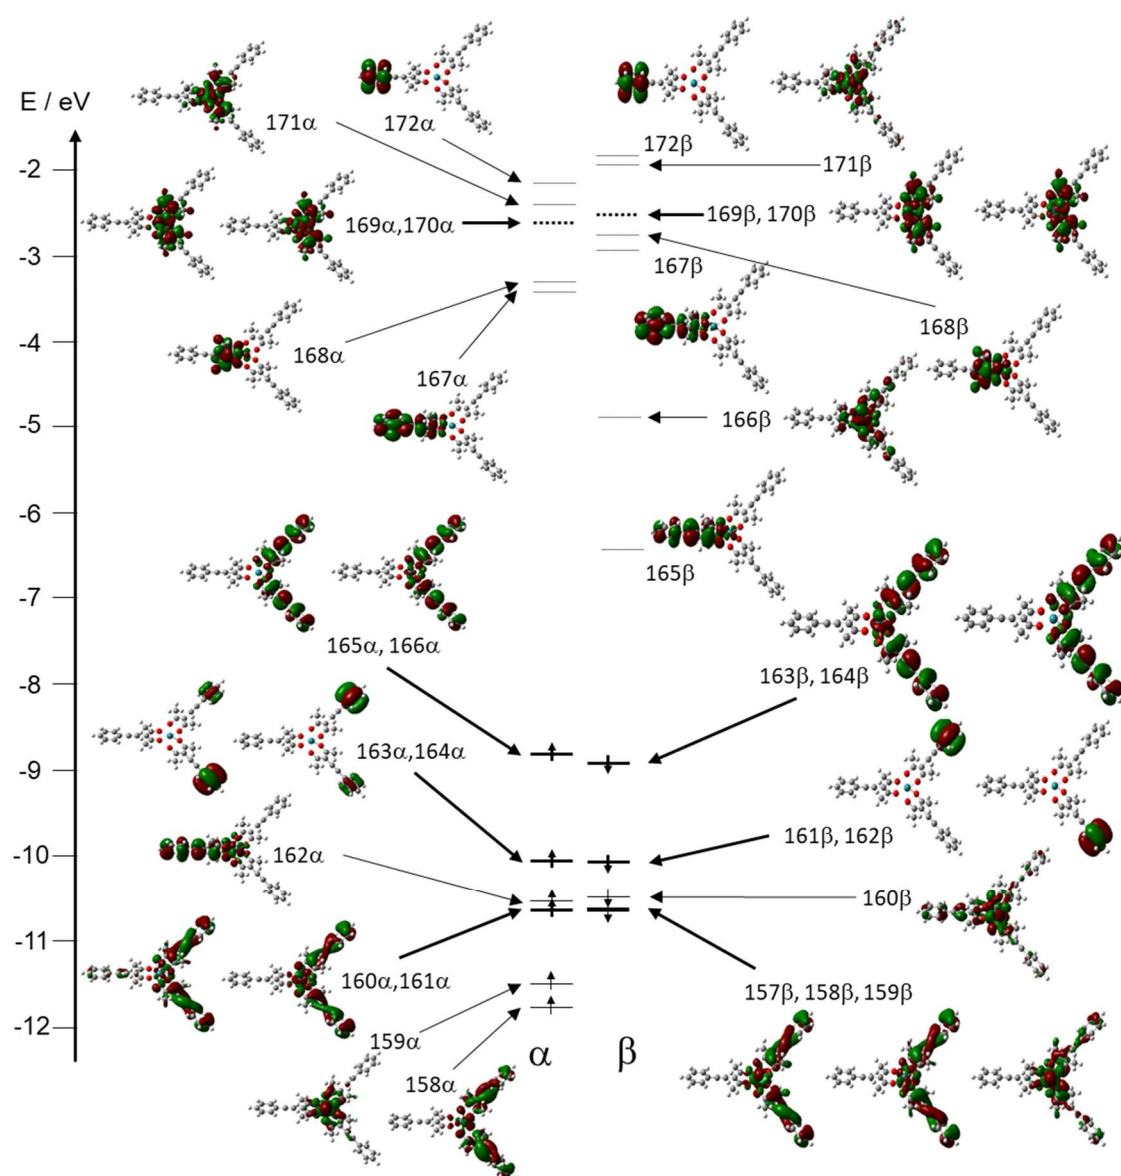 E / eV
171α
172α
172β
171β
-2
169α,170α
169β, 170β
-3
167β
168α
168β
-4
167α
-5
166β
-6
165β
-7
165α, 166α
163β, 164β
-8
163α,164α
-9
161β, 162β
-10
162α
160β
-11
160α,161α
157β, 158β, 159β
-12
159α
α
β
158α